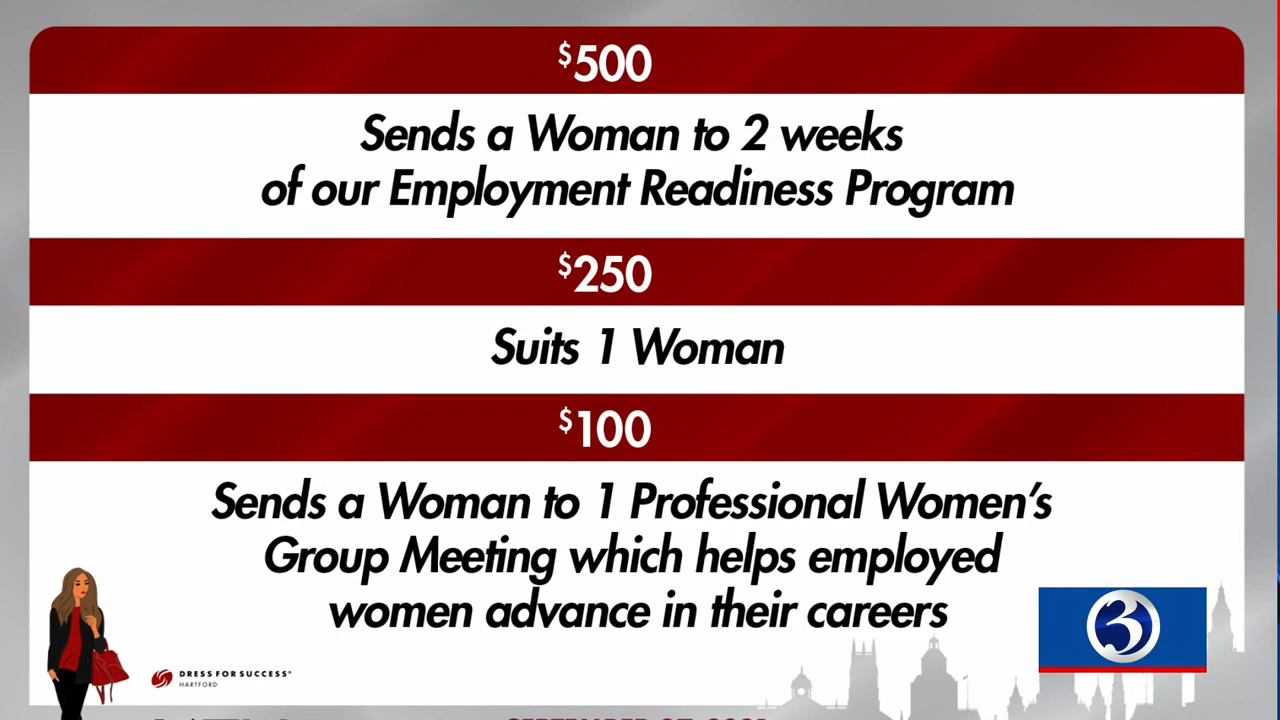 $500
Sends a Woman to 2 weeks
of our Employment Readiness Program
$250
Suits 1 Woman
$100
Sends a Woman to 1 Professional Women's
Group Meeting which helps employed
women advance in their careers
3
DRESS FOR SUCCESS®
HARTFORD